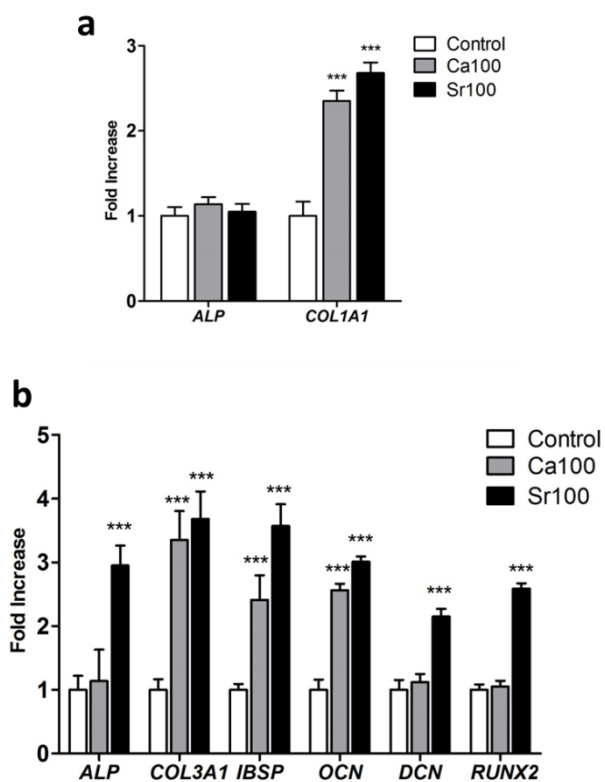 a
Control
Ca100
Sr100
Fold Increase
3
2
1
0
***
***
ALP
COL1A1
b
Control
Ca100
Sr100
Fold Increase
5
4
3
2
1
0
***
***
***
***
***
***
***
***
***
ALP
COL3A1
IBSP
OCN
DCN
RUNX2